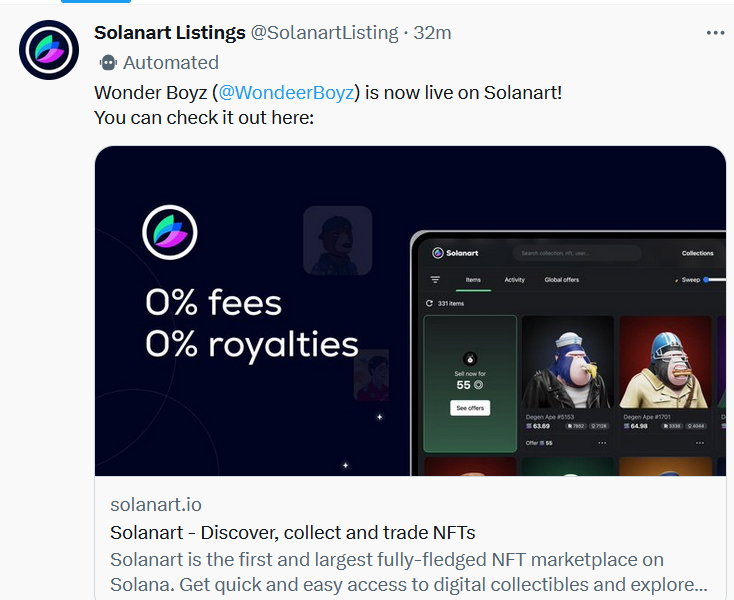 Solanart Listings @SolanartListing · 32m
Automated
Wonder Boyz (@WondeerBoyz) is now live on Solanart!
You can check it out here:
0% fees
0% royalties
Solanart
Search collection, nft, user...
Collections
Items Activity Global offers Sweep
331 Items
Sell now for
55
See offers
Degen Ape #5153
63.69 7652 7128
Offer 55
Degen Ape #1701
64.98 3336 4044
solanart.io
Solanart - Discover, collect and trade NFTs
Solanart is the first and largest fully-fledged NFT marketplace on
Solana. Get quick and easy access to digital collectibles and explore...